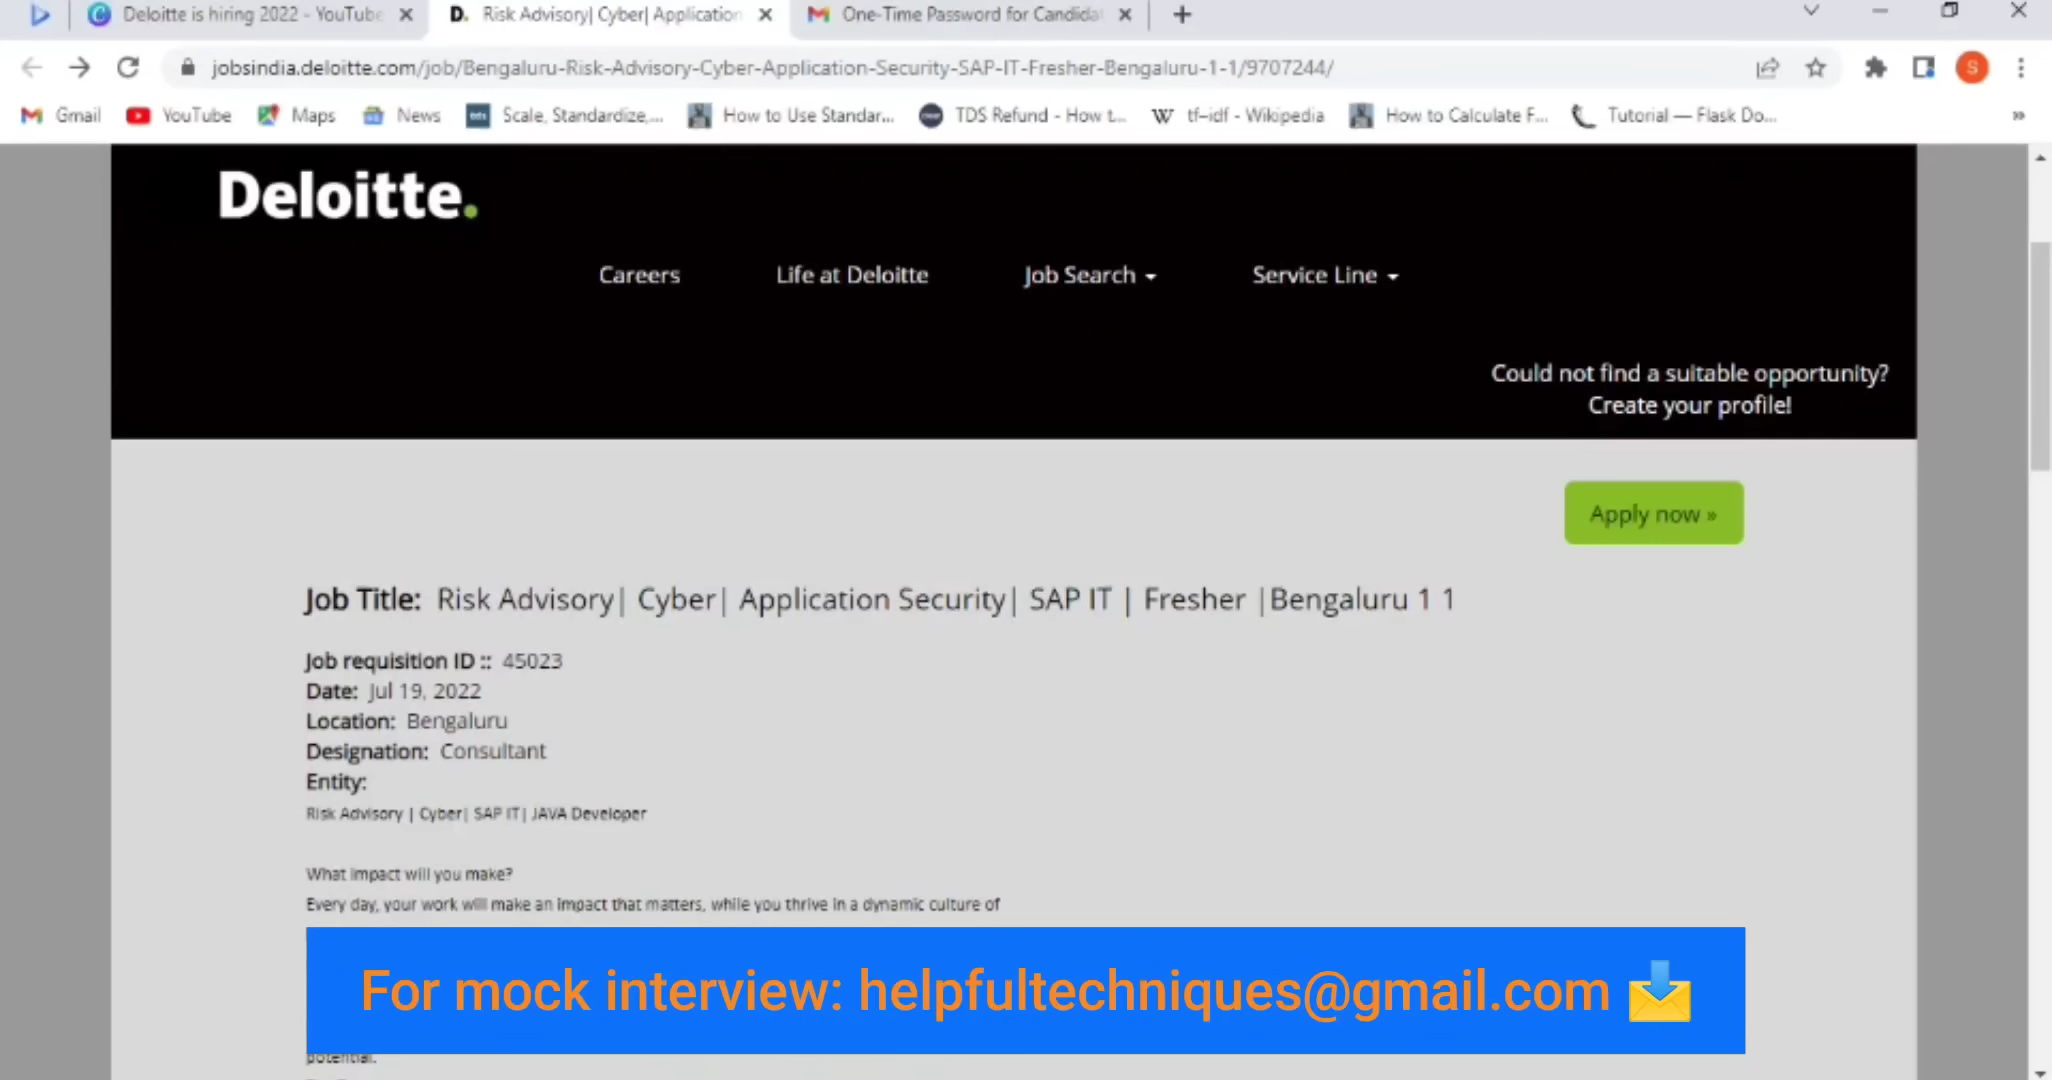 Deloitte is hiring 2022 - YouTube
Risk Advisory| Cyber| Application
One-Time Password for Candida
jobsindia.deloitte.com/job/Bengaluru-Risk-Advisory-Cyber-Application-Security-SAP-IT-Fresher-Bengaluru-1-1/9707244/
S
Gmail YouTube Maps News Scale, Standardize,... How to Use Standar... TDS Refund - How t... tf–idf - Wikipedia How to Calculate F... Tutorial — Flask Do... »
Deloitte.
Careers Life at Deloitte Job Search Service Line
Could not find a suitable opportunity?
Create your profile!
Apply now »
Job Title: Risk Advisory| Cyber| Application Security| SAP IT | Fresher |Bengaluru 1 1
Job requisition ID :: 45023
Date: Jul 19, 2022
Location: Bengaluru
Designation: Consultant
Entity:
Risk Advisory | Cyber| SAP IT| JAVA Developer
What impact will you make?
Every day, your work will make an impact that matters, while you thrive in a dynamic culture of
For mock interview: helpfultechniques@gmail.com
potential.